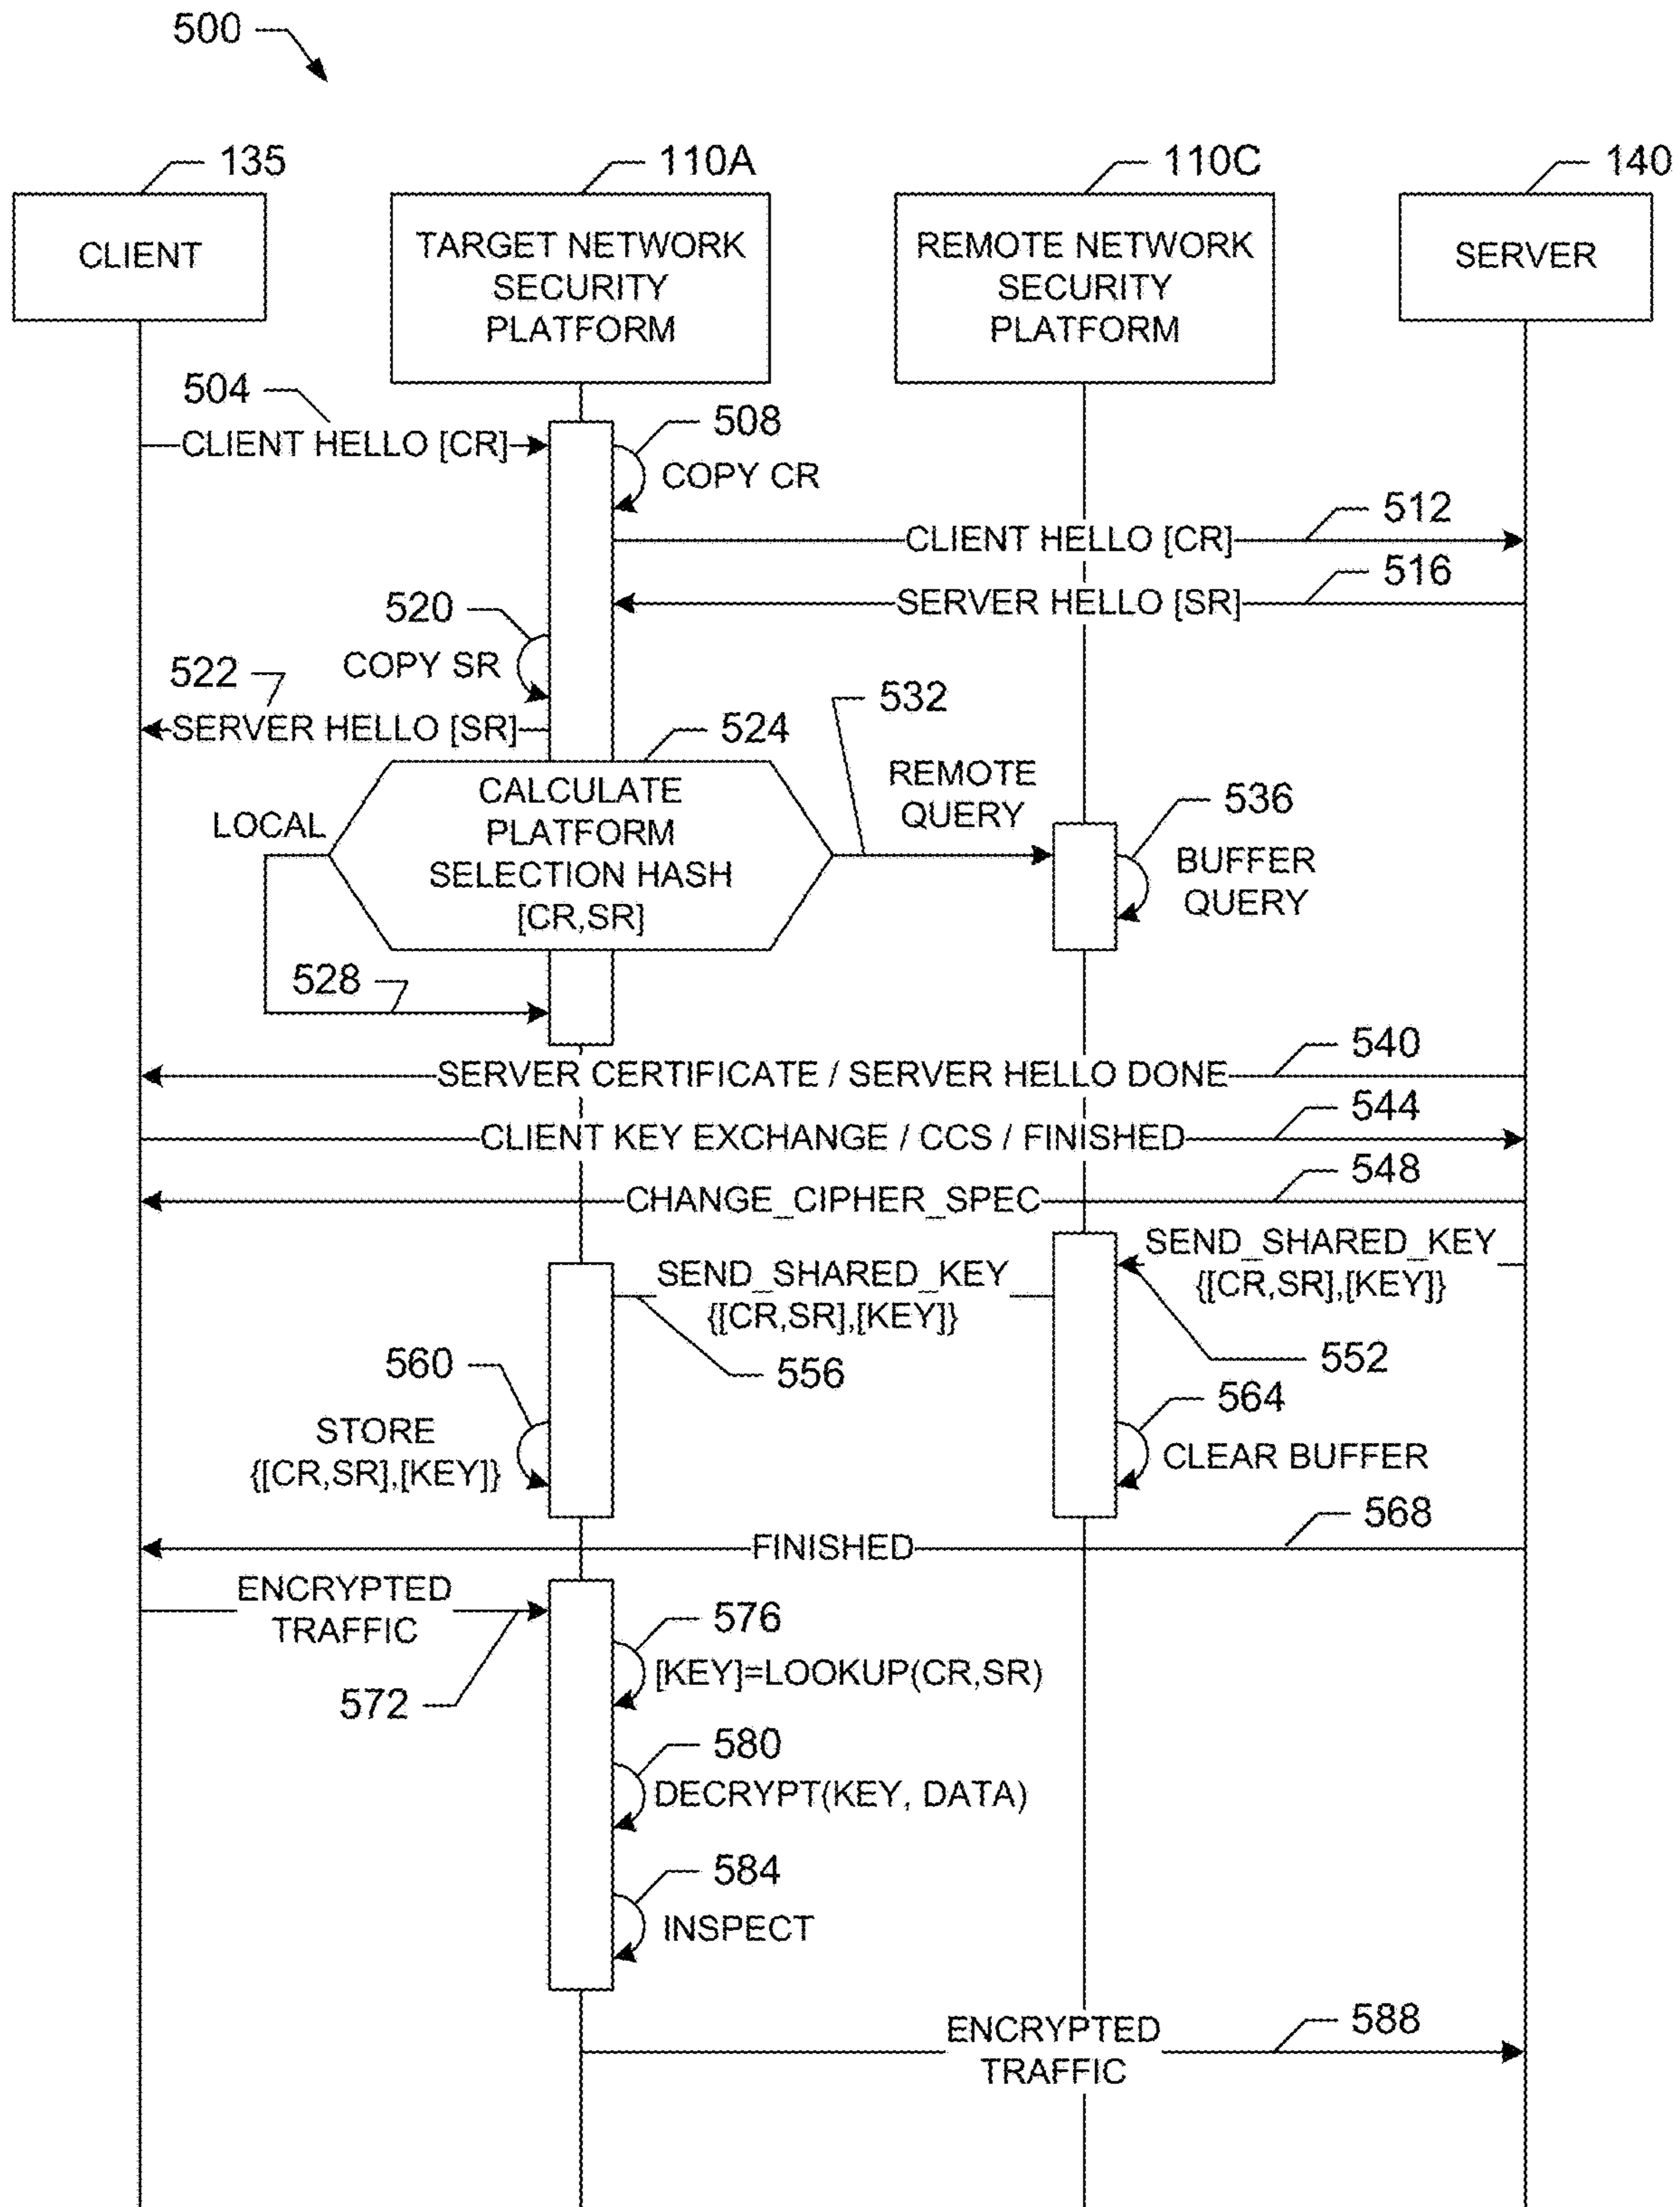 500
135
110A
110C
140
CLIENT
TARGET NETWORK
SECURITY
PLATFORM
REMOTE NETWORK
SECURITY
PLATFORM
SERVER
504
CLIENT HELLO [CR]
508
COPY CR
512
CLIENT HELLO [CR]
516
SERVER HELLO [SR]
520
COPY SR
522
SERVER HELLO [SR]
524
CALCULATE
PLATFORM
SELECTION HASH
[CR,SR]
LOCAL
528
532
REMOTE
QUERY
536
BUFFER
QUERY
540
SERVER CERTIFICATE / SERVER HELLO DONE
544
CLIENT KEY EXCHANGE / CCS / FINISHED
548
CHANGE_CIPHER_SPEC
SEND_SHARED_KEY
{[CR,SR],[KEY]}
552
SEND_SHARED_KEY
{[CR,SR],[KEY]}
556
560
STORE
{[CR,SR],[KEY]}
564
CLEAR BUFFER
568
FINISHED
ENCRYPTED
TRAFFIC
572
576
[KEY]=LOOKUP(CR,SR)
580
DECRYPT(KEY, DATA)
584
INSPECT
588
ENCRYPTED
TRAFFIC